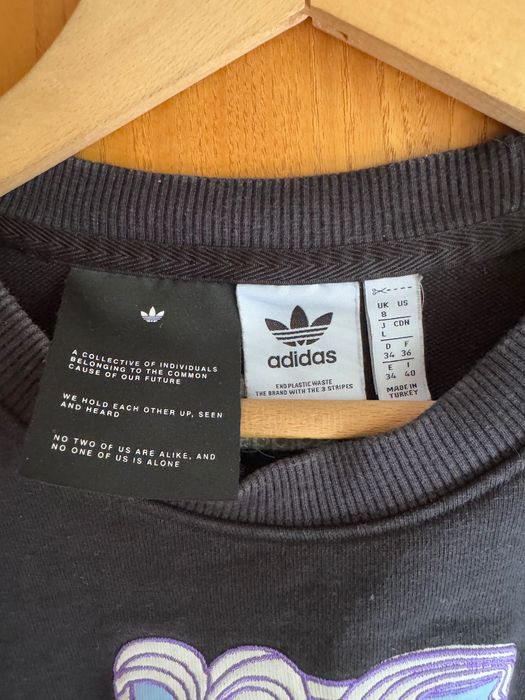 A COLLECTIVE OF INDIVIDUALS
BELONGING TO THE COMMON
CAUSE OF OUR FUTURE
WE HOLD EACH OTHER UP, SEEN
AND HEARD
NO TWO OF US ARE ALIKE, AND
NO ONE OF US IS ALONE
adidas
END PLASTIC WASTE
THE BRAND WITH THE 3 STRIPES
UK US
8
J CDN
L
D F
34 36
E I
34 40
MADE IN
TURKEY